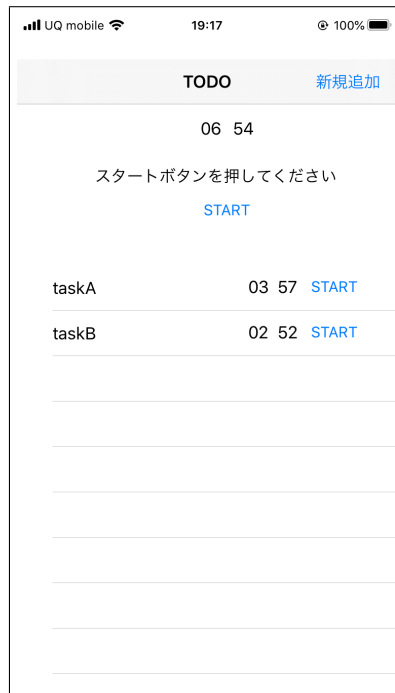 UQ mobile 19:17 100%
TODO 新規追加
06 54
スタートボタンを押してください
START
taskA 03 57 START
taskB 02 52 START